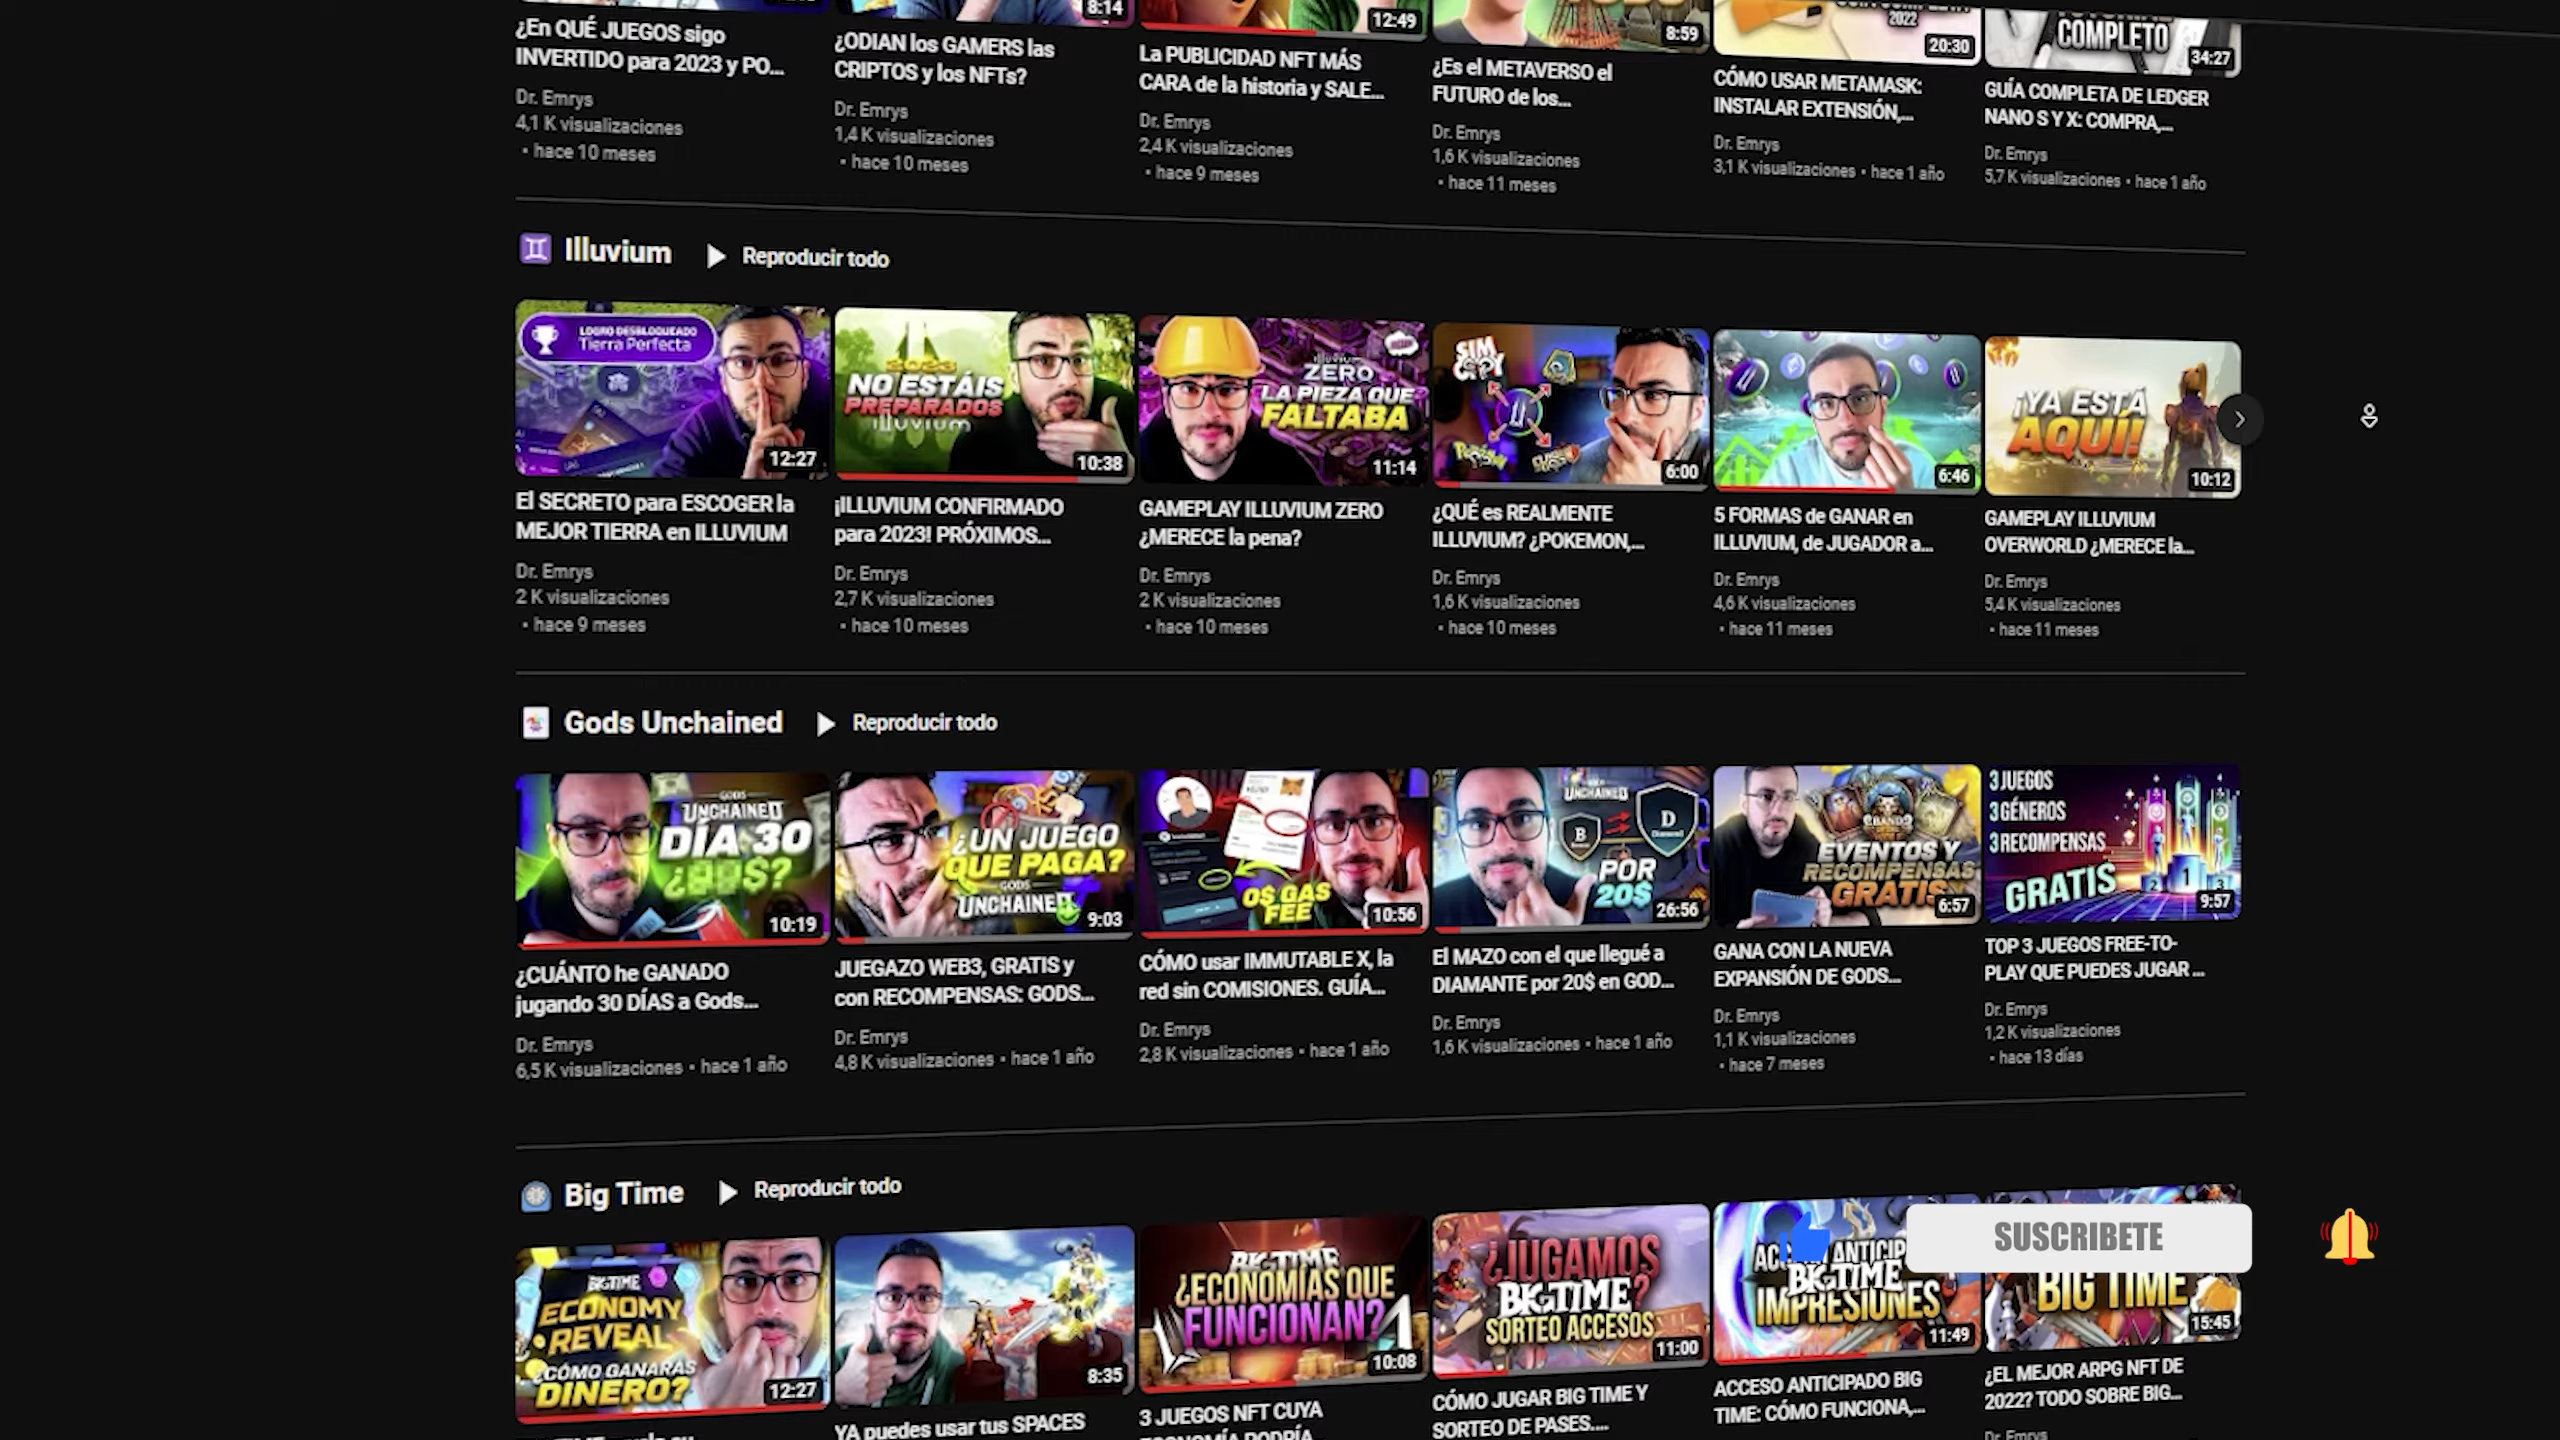 8:14
12:49
8:59
2022
20:30
COMPLETO
34:27
¿En QUÉ JUEGOS sigo
INVERTIDO para 2023 y PO...
Dr. Emrys
4,1 K visualizaciones
• hace 10 meses
¿ODIAN los GAMERS las
CRIPTOS y los NFTs?
Dr. Emrys
1,4 K visualizaciones
• hace 10 meses
La PUBLICIDAD NFT MÁS
CARA de la historia y SALE...
Dr. Emrys
2,4 K visualizaciones
• hace 9 meses
¿Es el METAVERSO el
FUTURO de los...
Dr. Emrys
1,6 K visualizaciones
• hace 11 meses
CÓMO USAR METAMASK:
INSTALAR EXTENSIÓN,...
Dr. Emrys
3,1 K visualizaciones • hace 1 año
GUÍA COMPLETA DE LEDGER
NANO S Y X: COMPRA,...
Dr. Emrys
5,7 K visualizaciones • hace 1 año
Illuvium
Reproducir todo
LOGRO DESBLOQUEADO
Tierra Perfecta
12:27
2023
NO ESTÁIS
PREPARADOS
ILLUVIUM
10:38
ZERO
LA PIEZA QUE
FALTABA
11:14
SIM
CITY
6:00
6:46
¡YA ESTÁ
AQUÍ!
10:12
El SECRETO para ESCOGER la
MEJOR TIERRA en ILLUVIUM
Dr. Emrys
2 K visualizaciones
• hace 9 meses
¡ILLUVIUM CONFIRMADO
para 2023! PRÓXIMOS...
Dr. Emrys
2,7 K visualizaciones
• hace 10 meses
GAMEPLAY ILLUVIUM ZERO
¿MERECE la pena?
Dr. Emrys
2 K visualizaciones
• hace 10 meses
¿QUÉ es REALMENTE
ILLUVIUM? ¿POKEMON,...
Dr. Emrys
1,6 K visualizaciones
• hace 10 meses
5 FORMAS de GANAR en
ILLUVIUM, de JUGADOR a...
Dr. Emrys
4,6 K visualizaciones
• hace 11 meses
GAMEPLAY ILLUVIUM
OVERWORLD ¿MERECE la...
Dr. Emrys
5,4 K visualizaciones
• hace 11 meses
Gods Unchained
Reproducir todo
GODS
UNCHAINED
DÍA 30
10:19
¿UN JUEGO
QUE PAGA?
GODS
UNCHAINED
9:03
0$ GAS
FEE
10:56
UNCHAINED
B
D
Diamond
POR
20$
26:56
EVENTOS Y
RECOMPENSAS
GRATIS
6:57
3 JUEGOS
3 GÉNEROS
3 RECOMPENSAS
GRATIS
2 1 3
9:57
¿CUÁNTO he GANADO
jugando 30 DÍAS a Gods...
Dr. Emrys
6,5 K visualizaciones • hace 1 año
JUEGAZO WEB3, GRATIS y
con RECOMPENSAS: GODS...
Dr. Emrys
4,8 K visualizaciones • hace 1 año
CÓMO usar IMMUTABLE X, la
red sin COMISIONES. GUÍA...
Dr. Emrys
2,8 K visualizaciones • hace 1 año
El MAZO con el que llegué a
DIAMANTE por 20$ en GOD...
Dr. Emrys
1,6 K visualizaciones • hace 1 año
GANA CON LA NUEVA
EXPANSIÓN DE GODS...
Dr. Emrys
1,1 K visualizaciones
• hace 7 meses
TOP 3 JUEGOS FREE-TO-
PLAY QUE PUEDES JUGAR ...
Dr. Emrys
1,2 K visualizaciones
• hace 13 días
Big Time
Reproducir todo
BIG TIME
ECONOMY
REVEAL
¿CÓMO GANARÁS
DINERO?
12:27
8:35
BIG TIME
¿ECONOMÍAS QUE
FUNCIONAN?
10:08
¿JUGAMOS
BIG TIME?
SORTEO ACCESOS
11:00
BIG TIME
IMPRESIONES
11:49
BIG TIME
15:45
SUSCRIBETE
YA puedes usar tus SPACES
3 JUEGOS NFT CUYA
ECONOMÍA PODRÍA...
CÓMO JUGAR BIG TIME Y
SORTEO DE PASES....
ACCESO ANTICIPADO BIG
TIME: CÓMO FUNCIONA,...
¿EL MEJOR ARPG NFT DE
2022? TODO SOBRE BIG...
Dr. Emrys